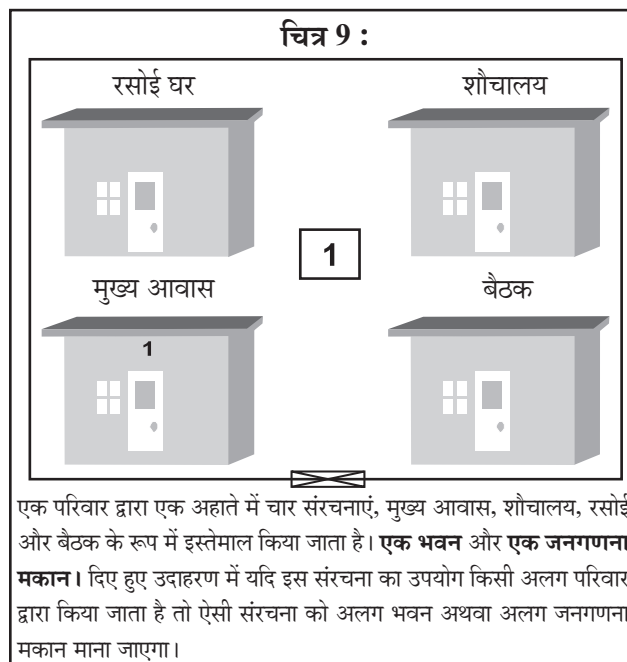 चित्र 9 :
रसोई घर
शौचालय
1
मुख्य आवास
बैठक
1
एक परिवार द्वारा एक अहाते में चार संरचनाएं, मुख्य आवास, शौचालय, रसोई
और बैठक के रूप में इस्तेमाल किया जाता है। एक भवन और एक जनगणना
मकान। दिए हुए उदाहरण में यदि इस संरचना का उपयोग किसी अलग परिवार
द्वारा किया जाता है तो ऐसी संरचना को अलग भवन अथवा अलग जनगणना
मकान माना जाएगा।